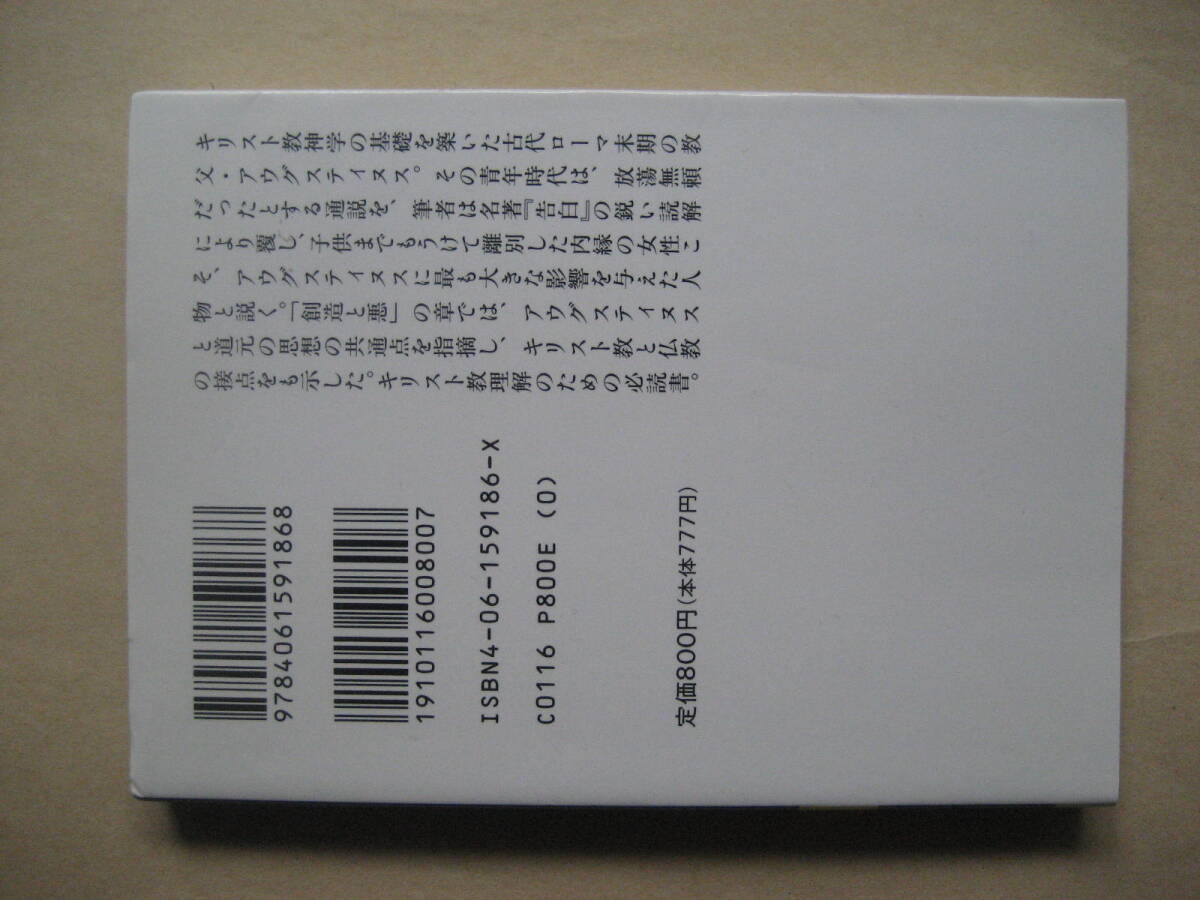 キリスト教神学の基礎を築いた古代ローマ末期の教
父・アウグスティヌス。その青年時代は、放蕩無頼
だったとする通説を、筆者は名著『告白』の鋭い読解
により覆し、子供までもうけて離別した内縁の女性こ
そ、アウグスティヌスに最も大きな影響を与えた人
物と説く。「創造と悪」の章では、アウグスティヌス
と道元の思想の共通点を指摘し、キリスト教と仏教
の接点をも示した。キリスト教理解のための必読書。
9784061591868
1910116008007
ISBN4-06-159186-X
C0116 P800E (0)
定価800円(本体777円)